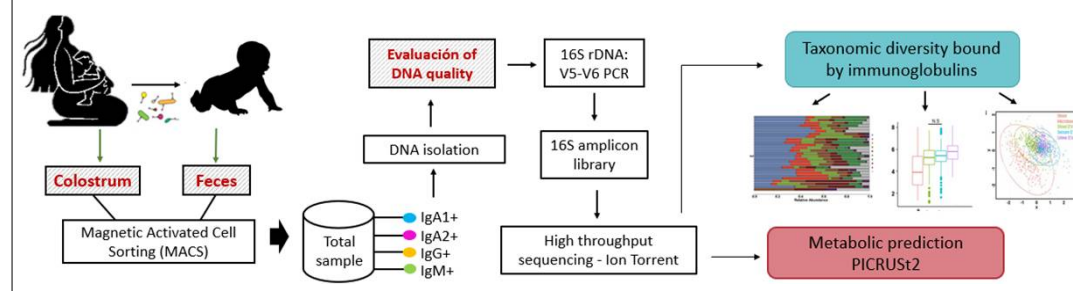 Colostrum
Feces
Magnetic Activated Cell
Sorting (MACS)
Total
sample
IgA1+
IgA2+
IgG+
IgM+
DNA isolation
Evaluación of
DNA quality
16S rDNA:
V5-V6 PCR
16S amplicon
library
High throughput
sequencing - Ion Torrent
Taxonomic diversity bound
by immunoglobulins
Relative Abundance
N.S
Metabolic prediction
PICRUSt2